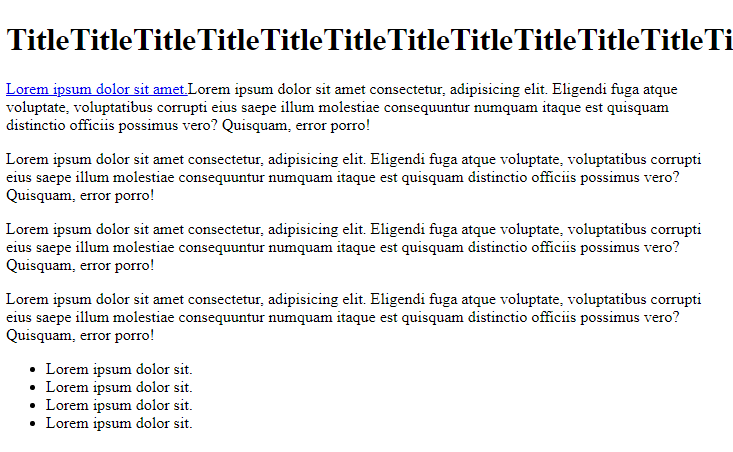 TitleTitleTitleTitleTitleTitleTitleTitleTitleTitleTitleTi
Lorem ipsum dolor sit amet.Lorem ipsum dolor sit amet consectetur, adipisicing elit. Eligendi fuga atque
voluptate, voluptatibus corrupti eius saepe illum molestiae consequuntur numquam itaque est quisquam
distinctio officiis possimus vero? Quisquam, error porro!
Lorem ipsum dolor sit amet consectetur, adipisicing elit. Eligendi fuga atque voluptate, voluptatibus corrupti
eius saepe illum molestiae consequuntur numquam itaque est quisquam distinctio officiis possimus vero?
Quisquam, error porro!
Lorem ipsum dolor sit amet consectetur, adipisicing elit. Eligendi fuga atque voluptate, voluptatibus corrupti
eius saepe illum molestiae consequuntur numquam itaque est quisquam distinctio officiis possimus vero?
Quisquam, error porro!
Lorem ipsum dolor sit amet consectetur, adipisicing elit. Eligendi fuga atque voluptate, voluptatibus corrupti
eius saepe illum molestiae consequuntur numquam itaque est quisquam distinctio officiis possimus vero?
Quisquam, error porro!
• Lorem ipsum dolor sit.
• Lorem ipsum dolor sit.
• Lorem ipsum dolor sit.
• Lorem ipsum dolor sit.